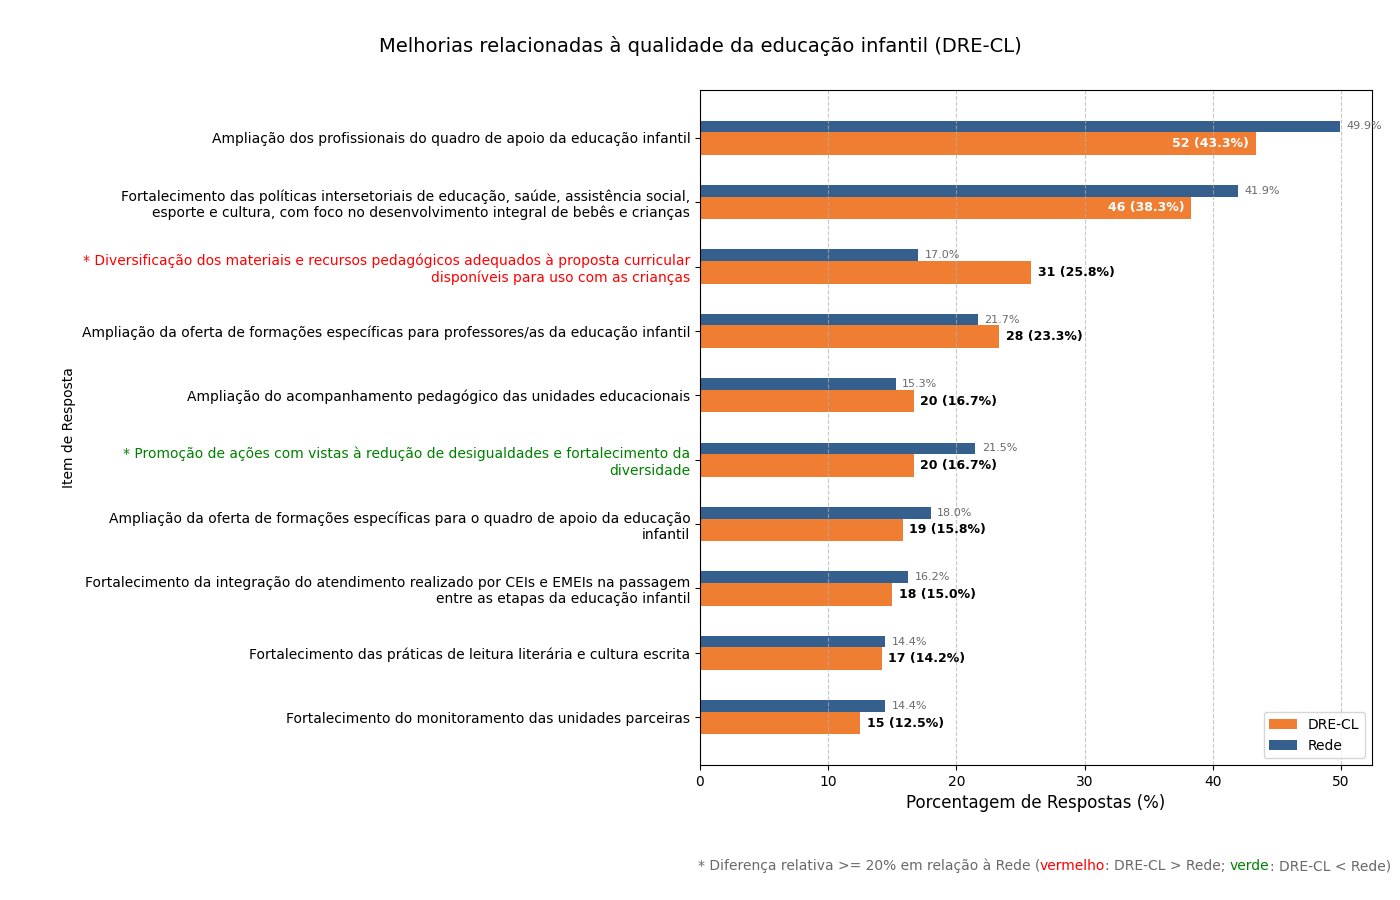 Melhorias relacionadas à qualidade da educação infantil (DRE-CL)
Ampliação dos profissionais do quadro de apoio da educação infantil
49.9%
52 (43.3%)
Fortalecimento das políticas intersetoriais de educação, saúde, assistência social,
esporte e cultura, com foco no desenvolvimento integral de bebês e crianças
41.9%
46 (38.3%)
* Diversificação dos materiais e recursos pedagógicos adequados à proposta curricular
disponíveis para uso com as crianças
17.0%
31 (25.8%)
Ampliação da oferta de formações específicas para professores/as da educação infantil
21.7%
28 (23.3%)
Ampliação do acompanhamento pedagógico das unidades educacionais
15.3%
20 (16.7%)
* Promoção de ações com vistas à redução de desigualdades e fortalecimento da
diversidade
21.5%
20 (16.7%)
Ampliação da oferta de formações específicas para o quadro de apoio da educação
infantil
18.0%
19 (15.8%)
Fortalecimento da integração do atendimento realizado por CEIs e EMEIs na passagem
entre as etapas da educação infantil
16.2%
18 (15.0%)
Fortalecimento das práticas de leitura literária e cultura escrita
14.4%
17 (14.2%)
Fortalecimento do monitoramento das unidades parceiras
14.4%
15 (12.5%)
Item de Resposta
DRE-CL
Rede
0 10 20 30 40 50
Porcentagem de Respostas (%)
* Diferença relativa >= 20% em relação à Rede (vermelho: DRE-CL > Rede; verde: DRE-CL < Rede)